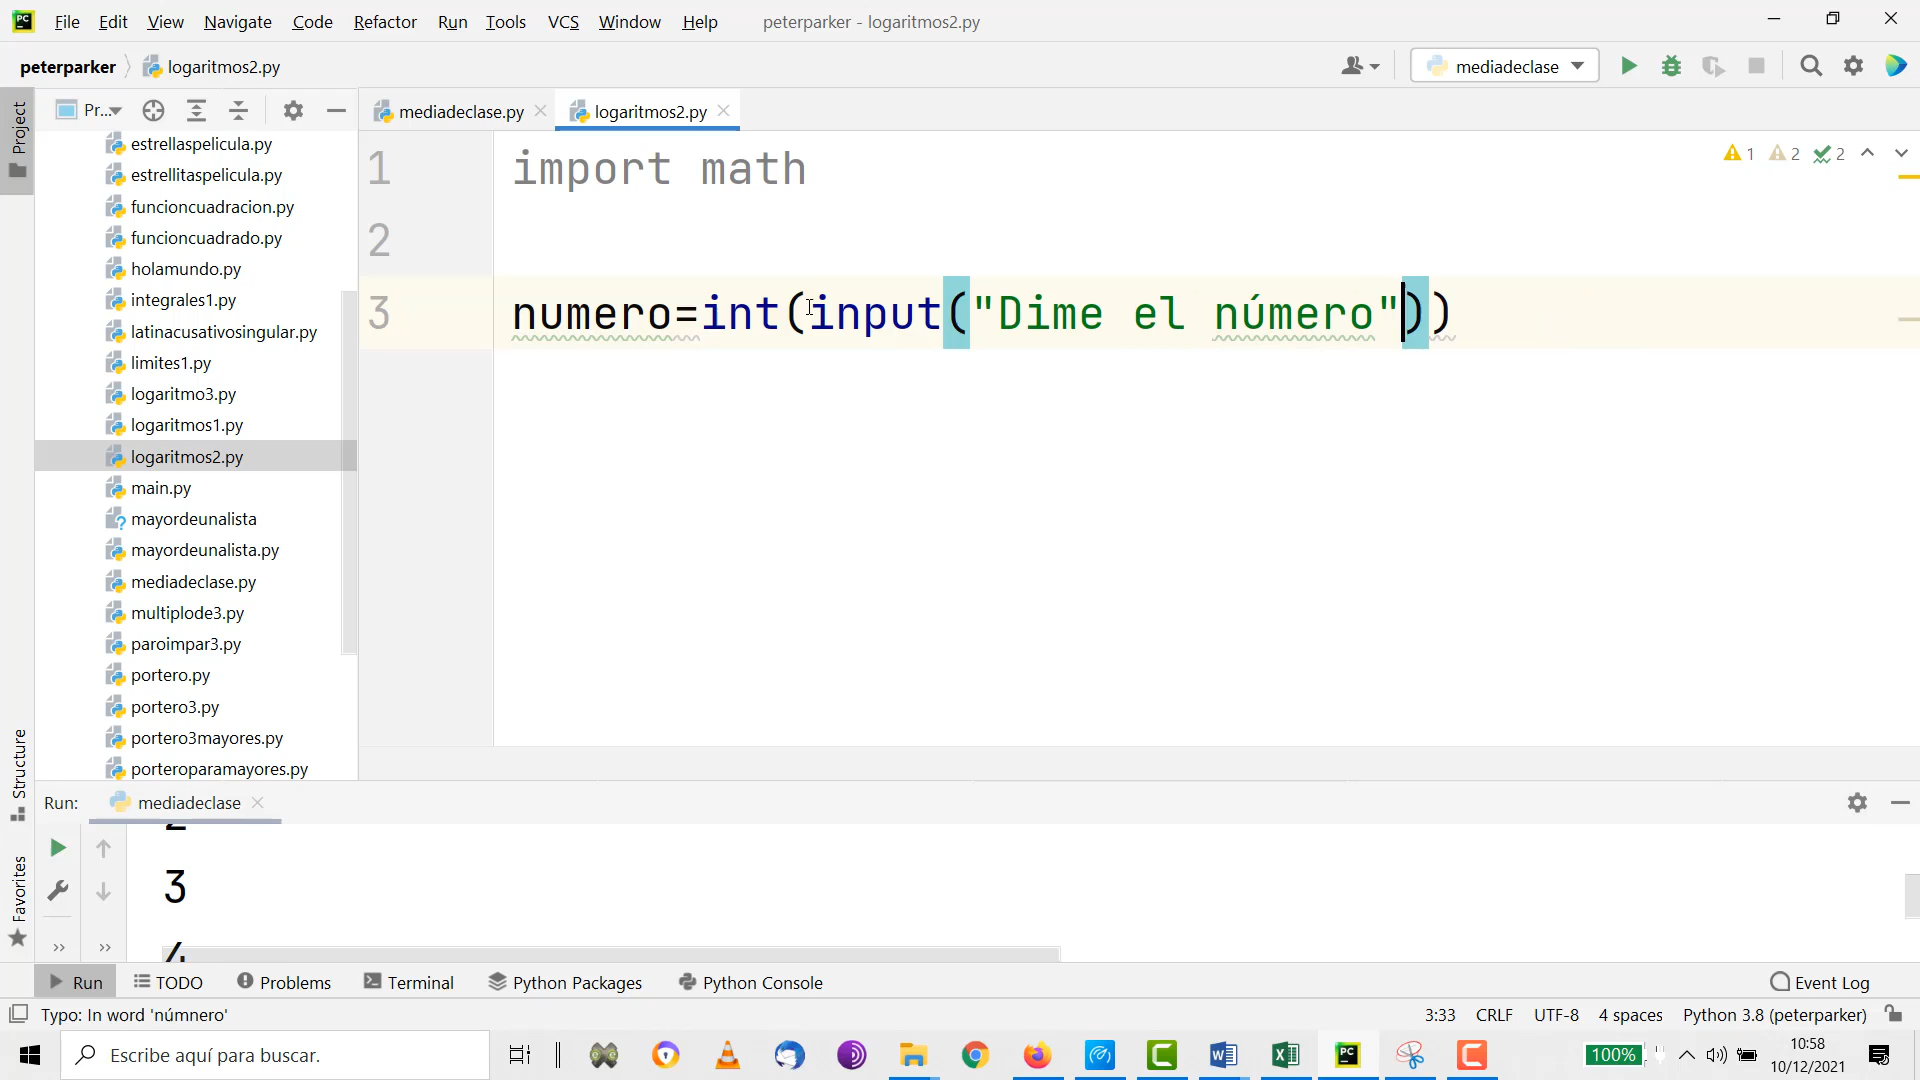 File Edit View Navigate Code Refactor Run Tools VCS Window Help peterparker - logaritmos2.py
peterparker logaritmos2.py mediadeclase
Project
Pr... mediadeclase.py logaritmos2.py
estrellaspelicula.py
estrellitaspelicula.py
funcioncuadracion.py
funcioncuadrado.py
holamundo.py
integrales1.py
latinacusativosingular.py
limites1.py
logaritmo3.py
logaritmos1.py
logaritmos2.py
main.py
mayordeunalista
mayordeunalista.py
mediadeclase.py
multiplode3.py
paroimpar3.py
portero.py
portero3.py
portero3mayores.py
porteroparamayores.py
1 import math
1 2 2
2
3 numero=int(input("Dime el número"))
Structure
Favorites
Run: mediadeclase
2
3
4
Run TODO Problems Terminal Python Packages Python Console Event Log
Typo: In word 'númnero' 3:33 CRLF UTF-8 4 spaces Python 3.8 (peterparker)
Escribe aquí para buscar. 100% 10:58
10/12/2021